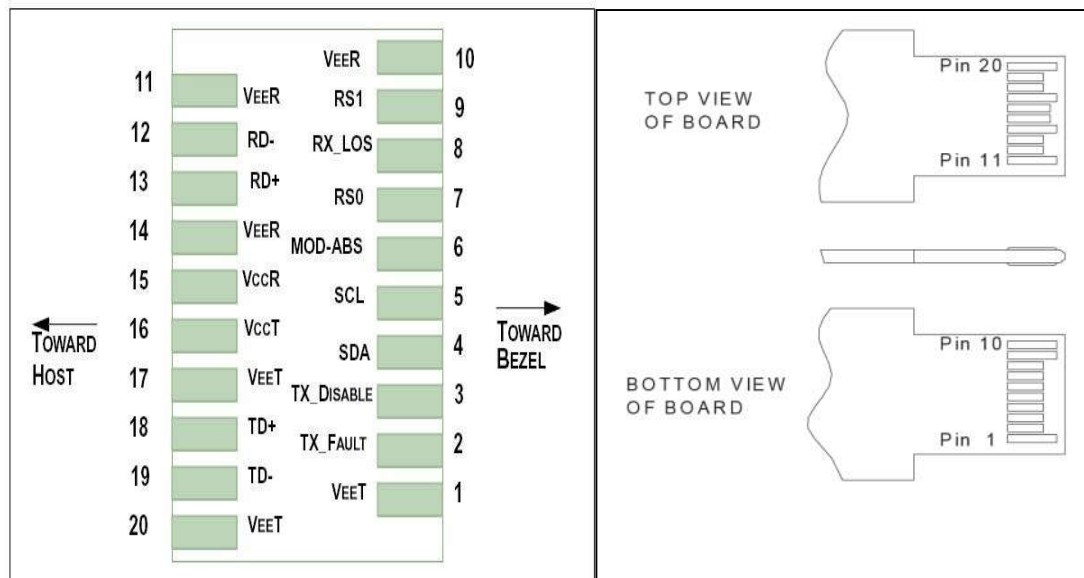 11 VEER
12 RD-
13 RD+
14 VEER
15 VCCR
16 VCCT
17 VEET
18 TD+
19 TD-
20 VEET
VEER 10
RS1 9
RX_LOS 8
RS0 7
MOD-ABS 6
SCL 5
SDA 4
TX_DISABLE 3
TX_FAULT 2
VEET 1
TOWARD
HOST
TOWARD
BEZEL
TOP VIEW
OF BOARD
Pin 20
Pin 11
BOTTOM VIEW
OF BOARD
Pin 10
Pin 1